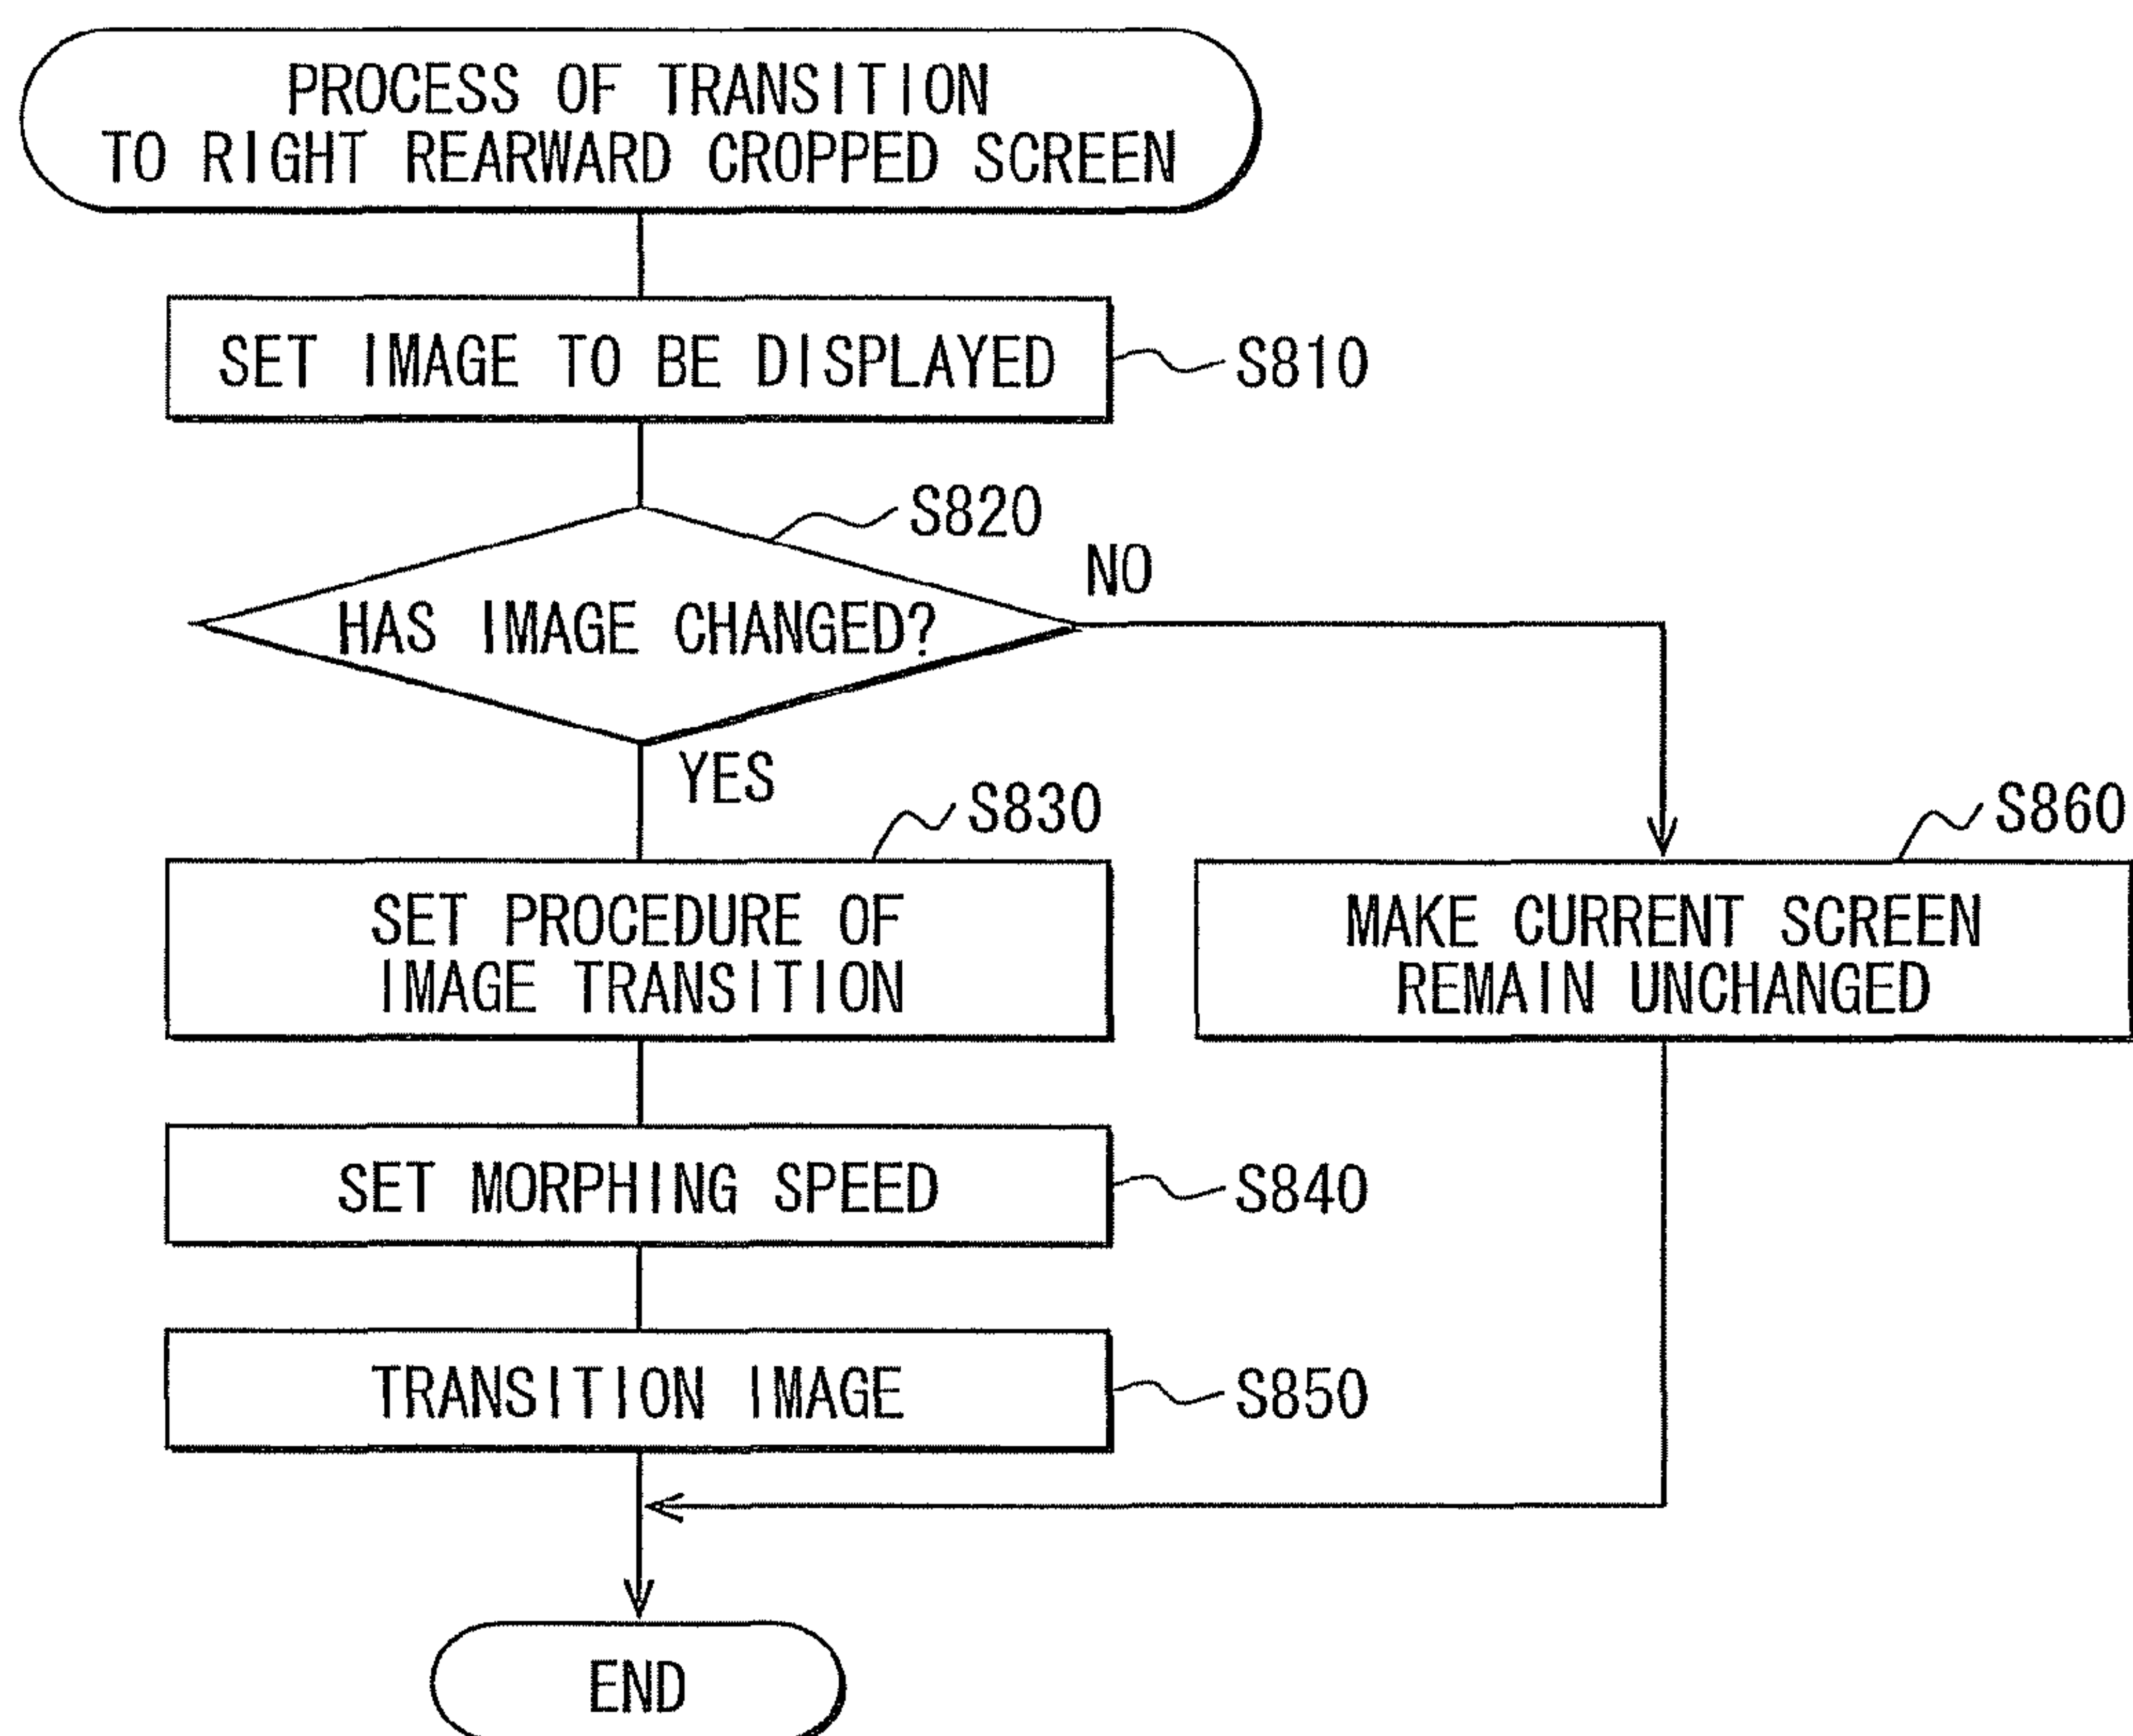 PROCESS OF TRANSITION
TO RIGHT REARWARD CROPPED SCREEN
SET IMAGE TO BE DISPLAYED
S810
S820
HAS IMAGE CHANGED?
NO
YES
S830
SET PROCEDURE OF
IMAGE TRANSITION
S860
MAKE CURRENT SCREEN
REMAIN UNCHANGED
SET MORPHING SPEED
S840
TRANSITION IMAGE
S850
END